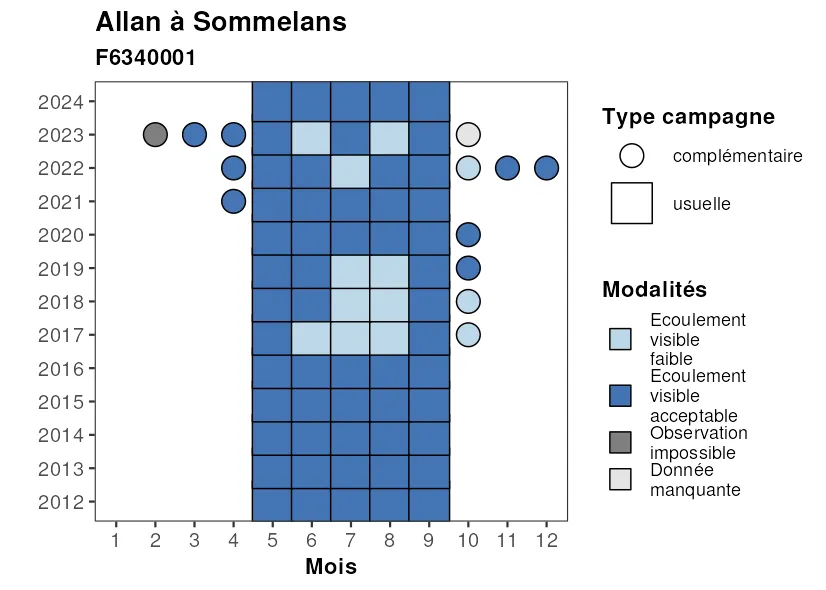 Allan à Sommelans
F6340001
2024
2023
2022
2021
2020
2019
2018
2017
2016
2015
2014
2013
2012
1 2 3 4 5 6 7 8 9 10 11 12
Mois
Type campagne
complémentaire
usuelle
Modalités
Ecoulement
visible
faible
Ecoulement
visible
acceptable
Observation
impossible
Donnée
manquante